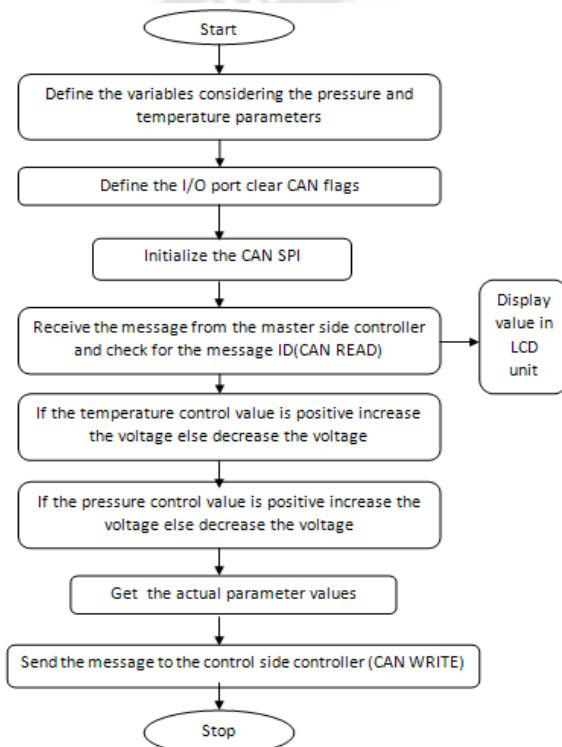 Start
Define the variables considering the pressure and
temperature parameters
Define the I/O port clear CAN flags
Initialize the CAN SPI
Receive the message from the master side controller
and check for the message ID(CAN READ)
Display
value in
LCD
unit
If the temperature control value is positive increase
the voltage else decrease the voltage
If the pressure control value is positive increase the
voltage else decrease the voltage
Get the actual parameter values
Send the message to the control side controller (CAN WRITE)
Stop